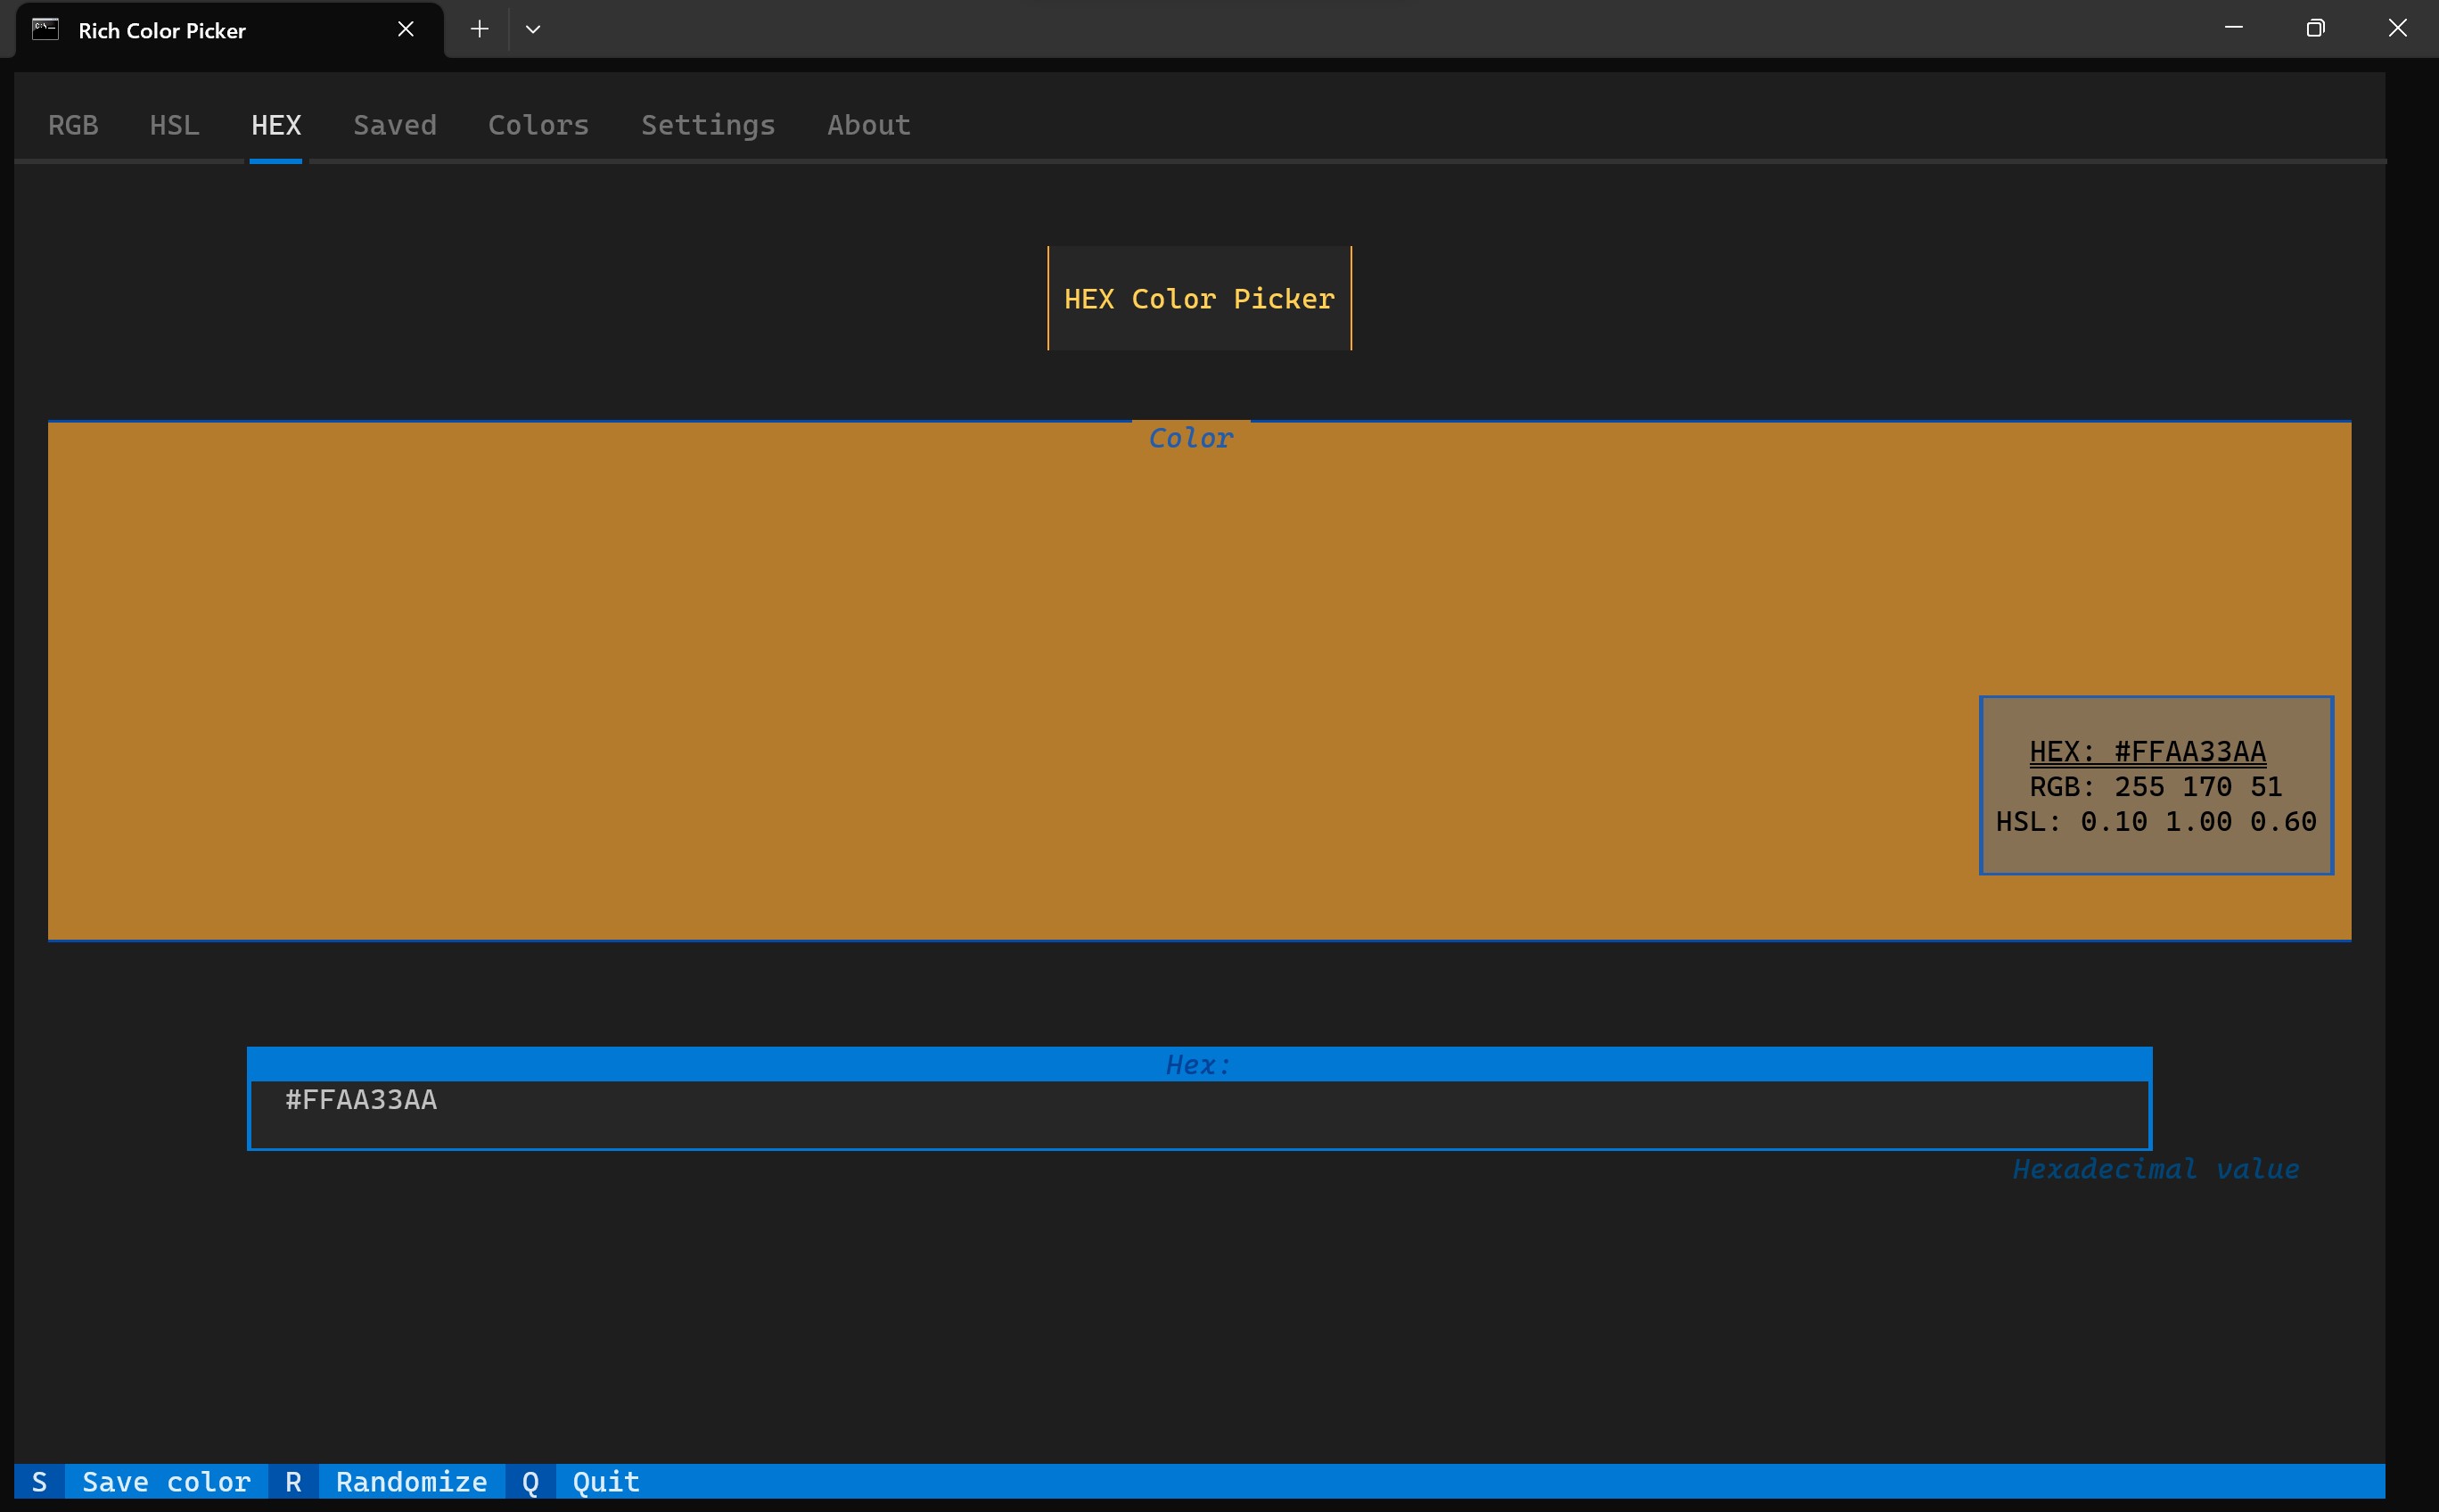 Rich Color Picker
RGB HSL HEX Saved Colors Settings About
HEX Color Picker
Color
HEX: #FFAA33AA
RGB: 255 170 51
HSL: 0.10 1.00 0.60
Hex:
#FFAA33AA
Hexadecimal value
S Save color R Randomize Q Quit